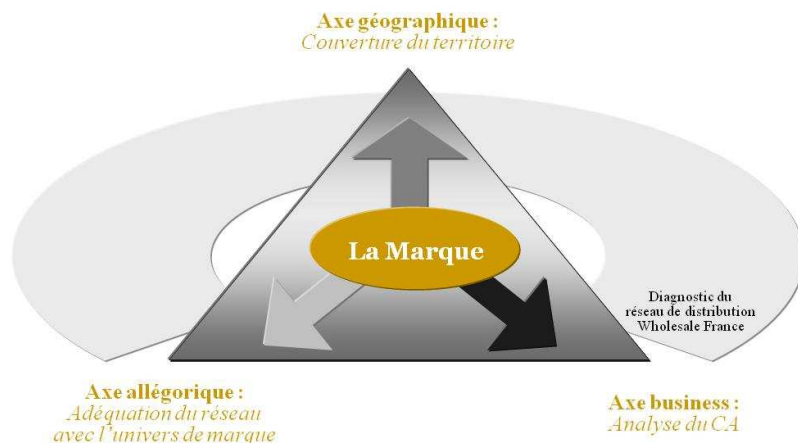 Axe géographique :
Couverture du territoire
La Marque
Diagnostic du
réseau de distribution
Wholesale France
Axe allégorique :
Adéquation du réseau
avec l'univers de marque
Axe business :
Analyse du CA